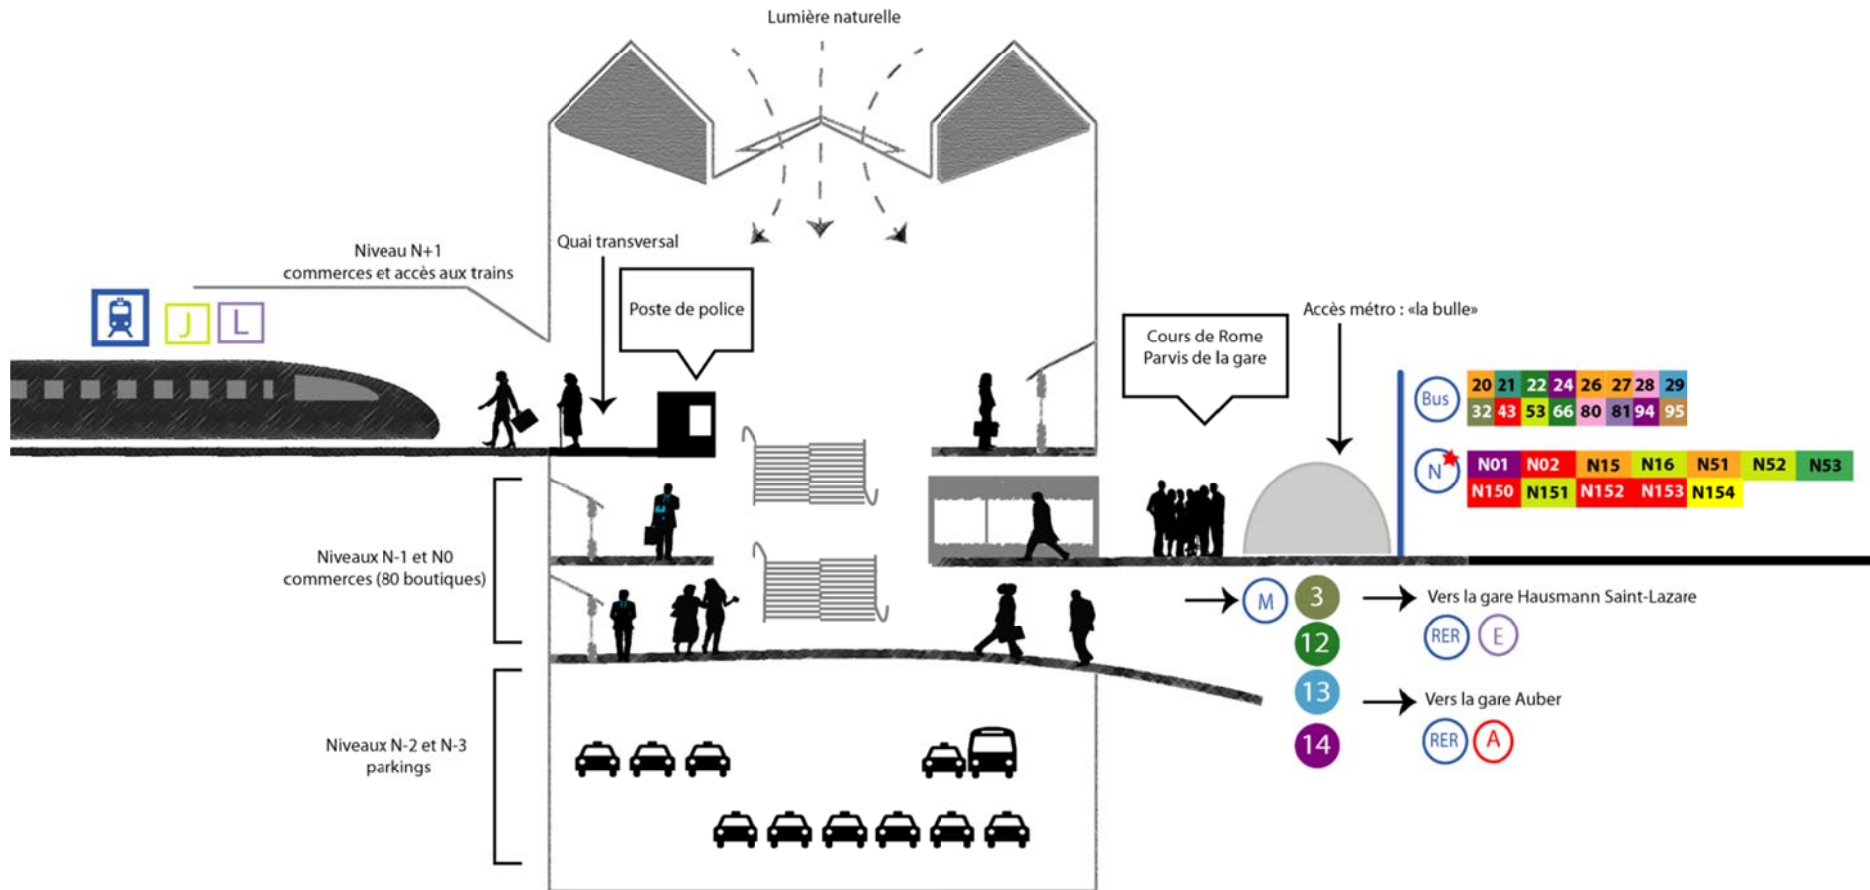 Lumière naturelle
Niveau N+1
commerces et accès aux trains
J L
Quai transversal
Poste de police
Cours de Rome
Parvis de la gare
Accès métro : «la bulle»
Bus
20 21 22 24 26 27 28 29
32 43 53 66 80 81 94 95
N
N01 N02 N15 N16 N51 N52 N53
N150 N151 N152 N153 N154
Niveaux N-1 et N0
commerces (80 boutiques)
M 3
12
13
14
Vers la gare Hausmann Saint-Lazare
RER E
Vers la gare Auber
RER A
Niveaux N-2 et N-3
parkings